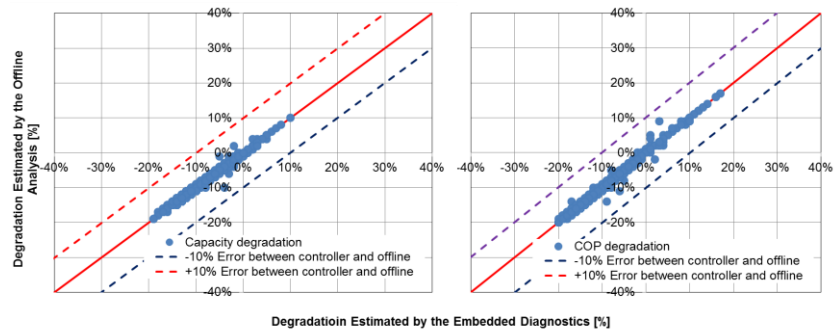 Degradation Estimated by the Offline
Analysis [%]
40%
30%
20%
10%
0%
-40% -30% -20% -10% 0% 10% 20% 30% 40%
-10%
-20%
Capacity degradation
-10% Error between controller and offline
+10% Error between controller and offline
-40%
40%
30%
20%
10%
0%
-40% -30% -20% -10% 0% 10% 20% 30% 40%
-10%
-20%
COP degradation
-10% Error between controller and offline
+10% Error between controller and offline
-40%
Degradatioin Estimated by the Embedded Diagnostics [%]